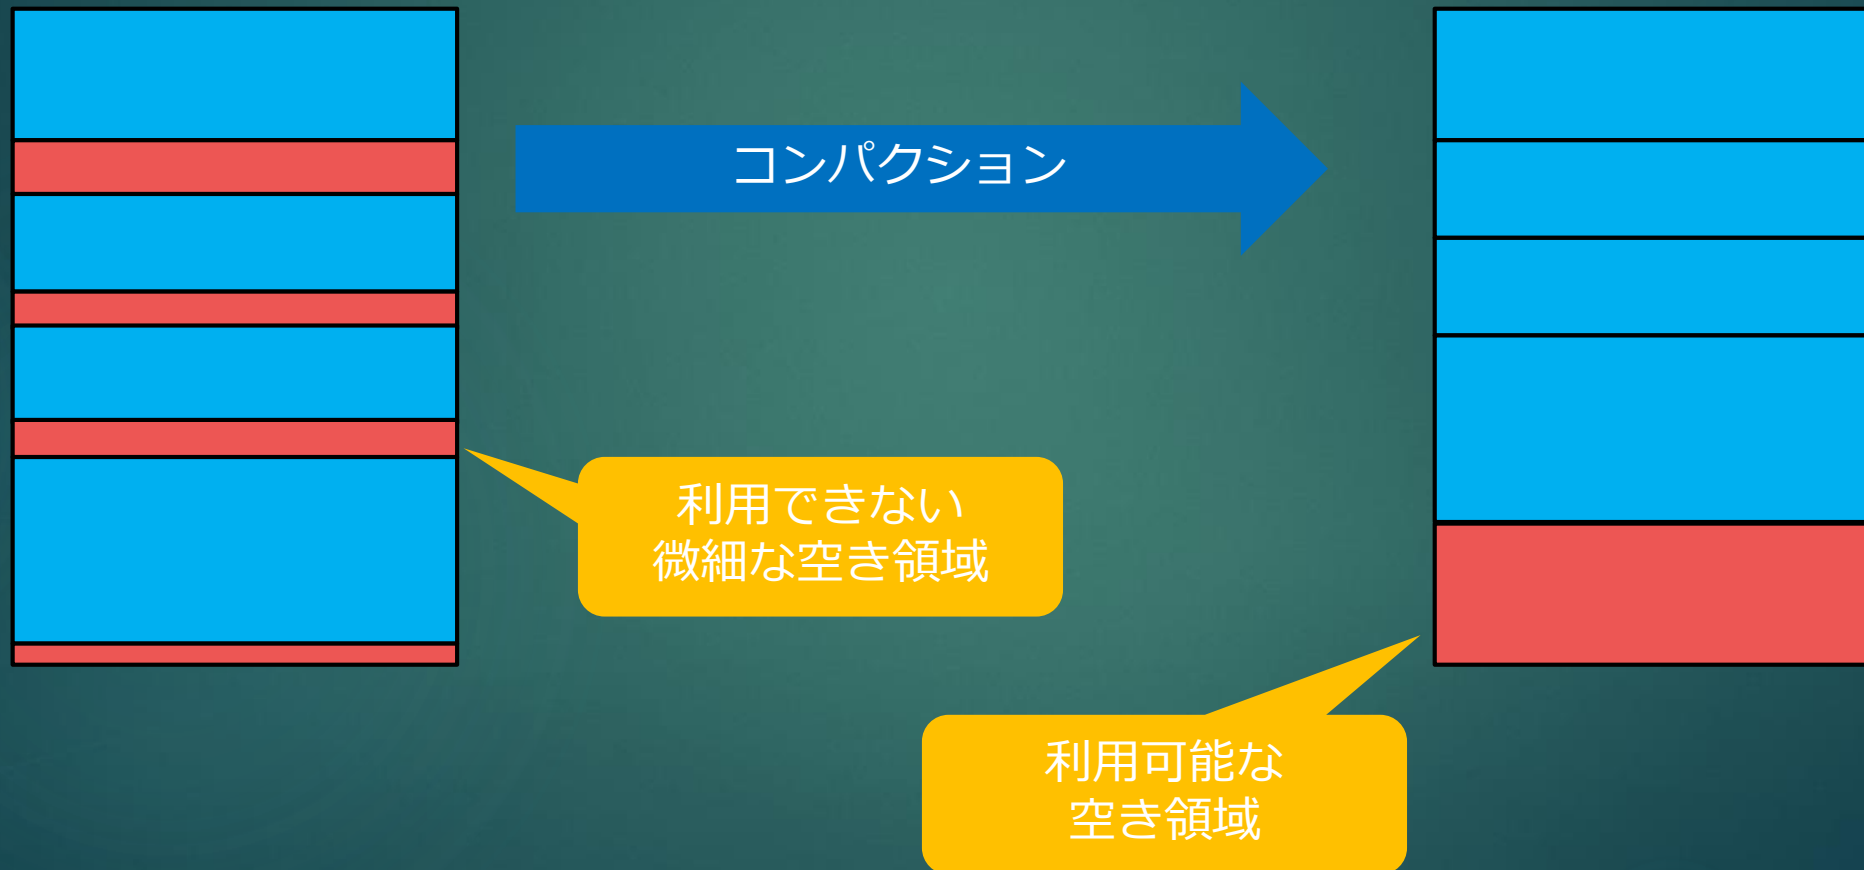 コンパクション
利用できない
微細な空き領域
利用可能な
空き領域